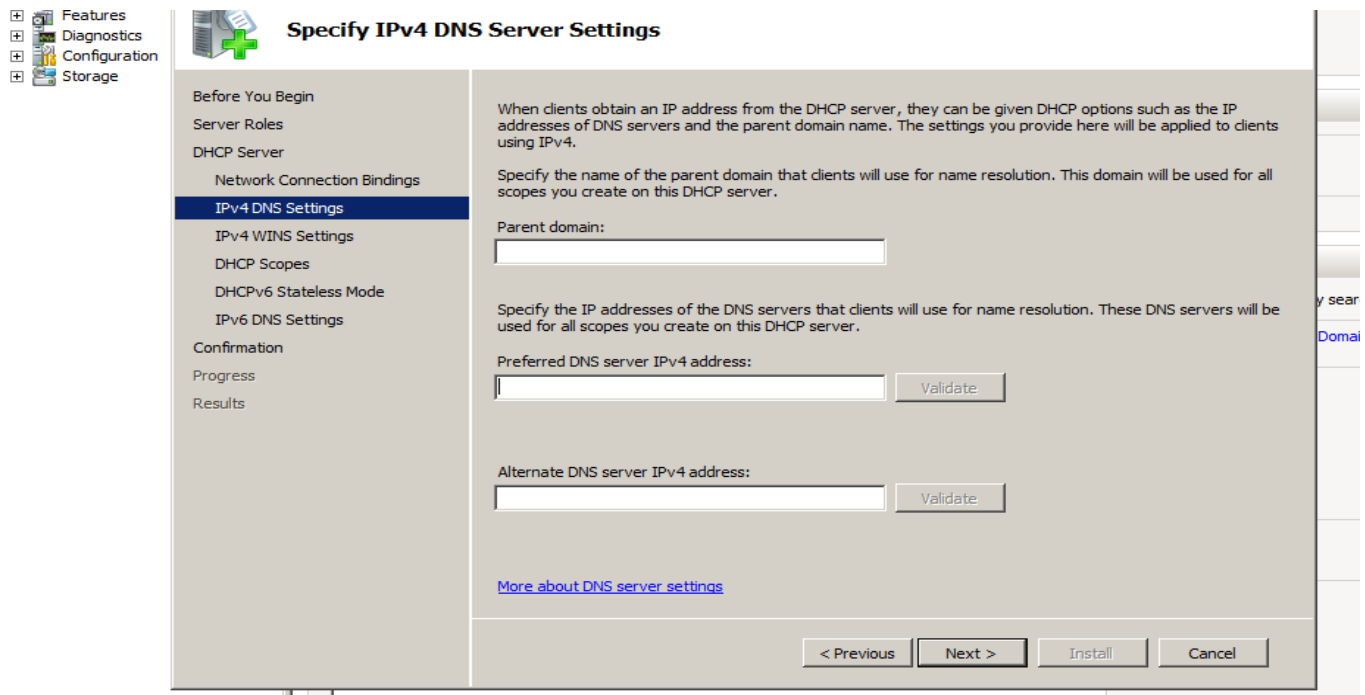 Features
Diagnostics
Configuration
Storage
Specify IPv4 DNS Server Settings
Before You Begin
Server Roles
DHCP Server
Network Connection Bindings
IPv4 DNS Settings
IPv4 WINS Settings
DHCP Scopes
DHCPv6 Stateless Mode
IPv6 DNS Settings
Confirmation
Progress
Results
When clients obtain an IP address from the DHCP server, they can be given DHCP options such as the IP
addresses of DNS servers and the parent domain name. The settings you provide here will be applied to clients
using IPv4.
Specify the name of the parent domain that clients will use for name resolution. This domain will be used for all
scopes you create on this DHCP server.
Parent domain:
Specify the IP addresses of the DNS servers that clients will use for name resolution. These DNS servers will be
used for all scopes you create on this DHCP server.
Preferred DNS server IPv4 address:
Validate
Alternate DNS server IPv4 address:
Validate
More about DNS server settings
< Previous
Next >
Install
Cancel